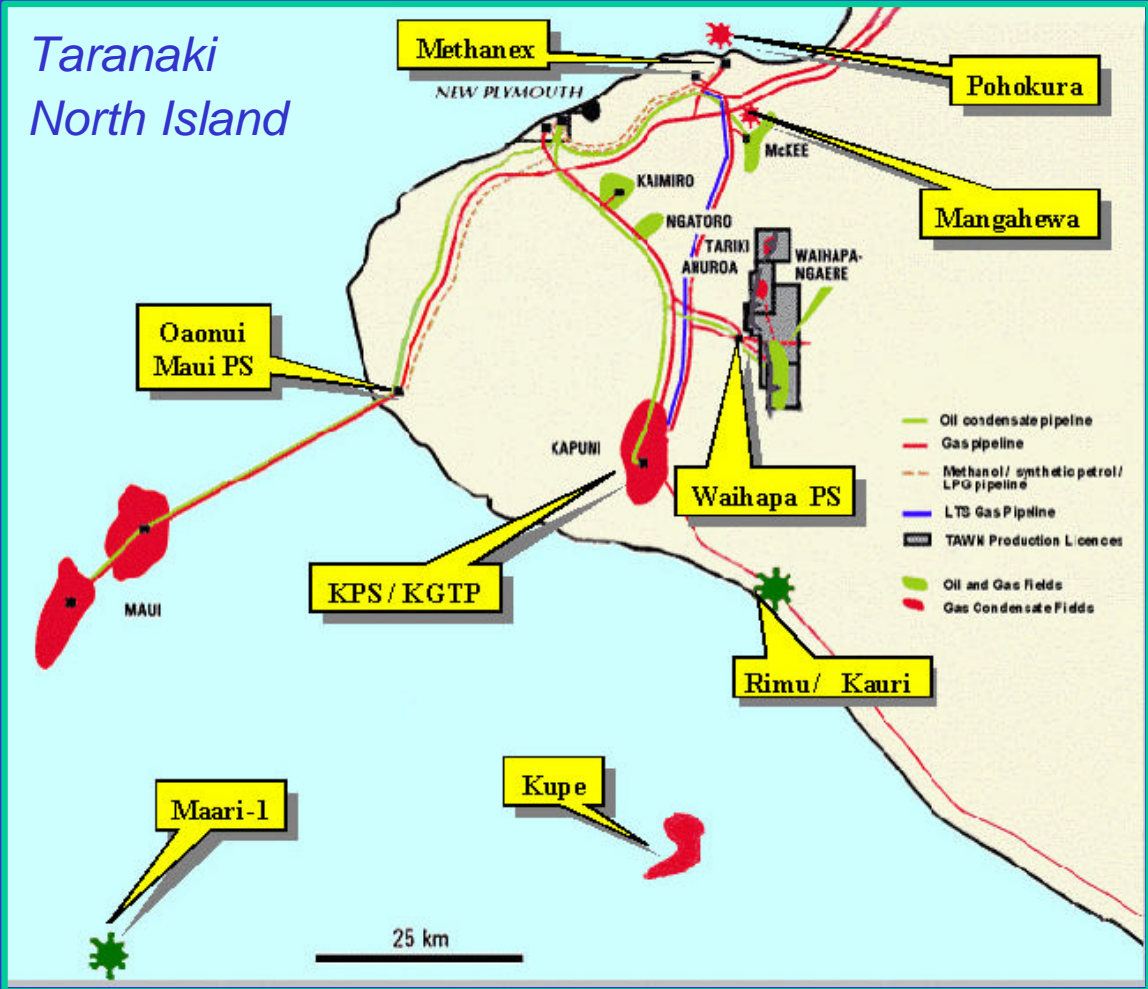 Taranaki
North Island
Methanex
NEW PLYMOUTH
Pohokura
McKEE
KAIMIRO
Mangahewa
NGATORO
TARIKI
AHUROA
WAIHAPA-
NGAERE
Oaonui
Maui PS
KAPUNI
Waihapa PS
Oil condensate pipeline
Gas pipeline
Methanol / synthetic petrol /
LPG pipeline
LTS Gas Pipeline
TAWN Production Licences
Oil and Gas Fields
Gas Condensate Fields
KPS / KGTP
MAUI
Rimu / Kauri
Kupe
Maari-1
25 km